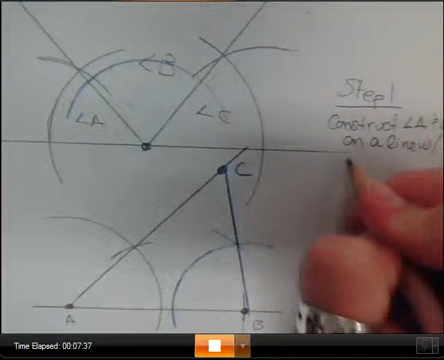 ∠B
∠A
∠C
Step 1
Construct ∠A
on a line w/
C
A
B
Time Elapsed: 00:07:37